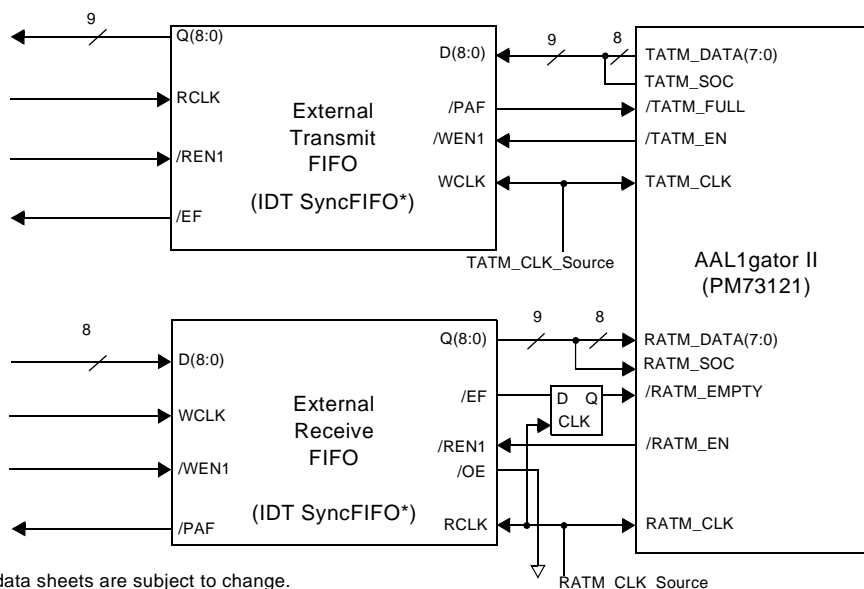 9
Q(8:0)
RCLK
/REN1
/EF
External
Transmit
FIFO
(IDT SyncFIFO*)
D(8:0)
/PAF
/WEN1
WCLK
9
8
TATM_DATA(7:0)
TATM_SOC
/TATM_FULL
/TATM_EN
TATM_CLK
TATM_CLK_Source
AAL1gator II
(PM73121)
8
D(8:0)
WCLK
/WEN1
/PAF
External
Receive
FIFO
(IDT SyncFIFO*)
Q(8:0)
/EF
/REN1
/OE
RCLK
9
8
D Q
CLK
RATM_DATA(7:0)
RATM_SOC
/RATM_EMPTY
/RATM_EN
RATM_CLK
RATM_CLK_Source
data sheets are subject to change.